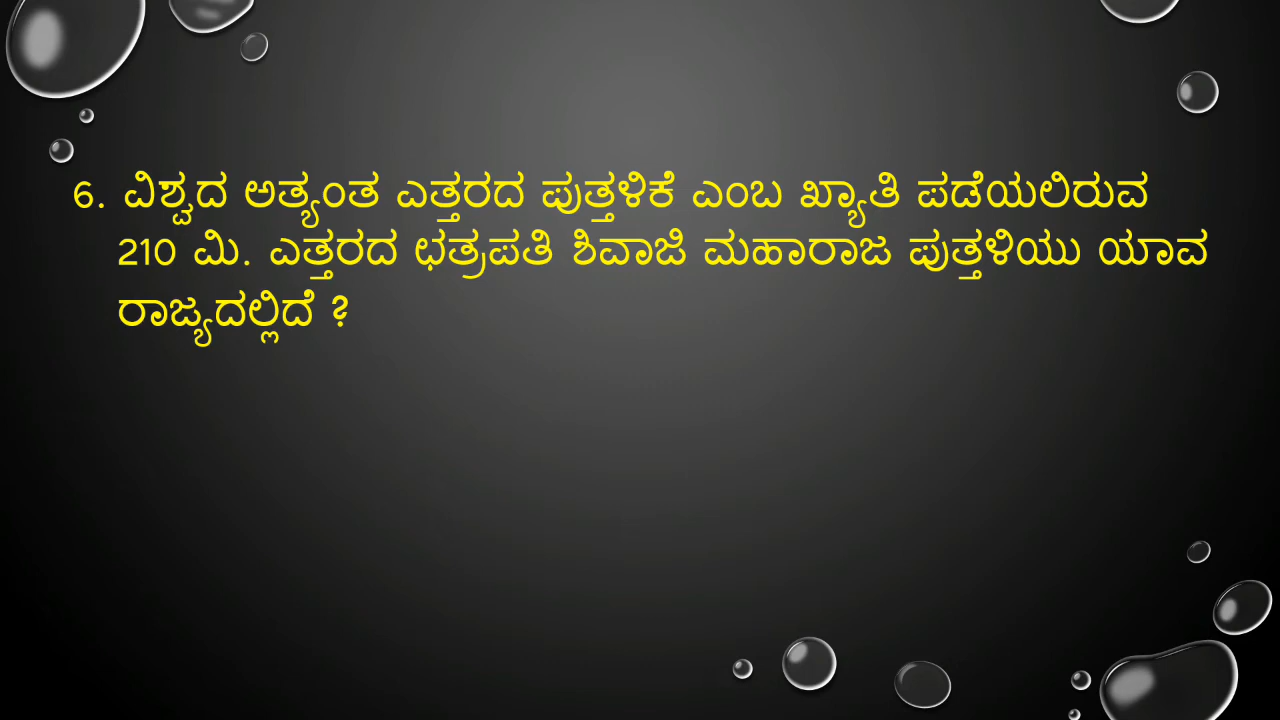 6. ವಿಶ್ವದ ಅತ್ಯಂತ ಎತ್ತರದ ಪುತ್ತಳಿಕೆ ಎಂಬ ಖ್ಯಾತಿ ಪಡೆಯಲಿರುವ
210 ಮಿ. ಎತ್ತರದ ಛತ್ರಪತಿ ಶಿವಾಜಿ ಮಹಾರಾಜ ಪುತ್ತಳಿಯು ಯಾವ
ರಾಜ್ಯದಲ್ಲಿದೆ ?